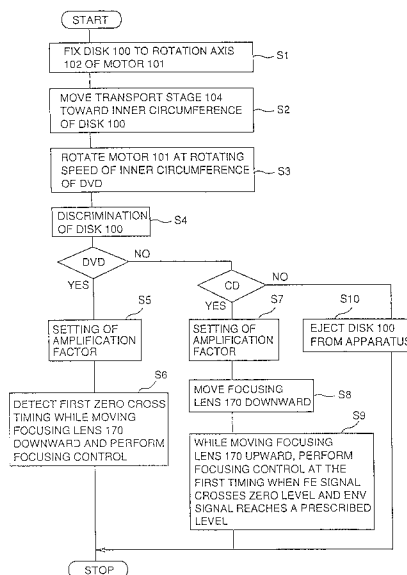 START
FIX DISK 100 TO ROTATION AXIS
102 OF MOTOR 101
S1
MOVE TRANSPORT STAGE 104
TOWARD INNER CIRCUMFERENCE
OF DISK 100
S2
ROTATE MOTOR 101 AT ROTATING
SPEED OF INNER CIRCUMFERENCE
OF DVD
S3
DISCRIMINATION
OF DISK 100
S4
DVD
NO
YES
CD
NO
YES
S5
SETTING OF
AMPLIFICATION
FACTOR
S7
SETTING OF
AMPLIFICATION
FACTOR
S10
EJECT DISK 100
FROM APPARATUS
S6
DETECT FIRST ZERO CROSS
TIMING WHILE MOVING
FOCUSING LENS 170
DOWNWARD AND PERFORM
FOCUSING CONTROL
MOVE FOCUSING
LENS 170 DOWNWARD
S8
S9
WHILE MOVING FOCUSING
LENS 170 UPWARD, PERFORM
FOCUSING CONTROL AT THE
FIRST TIMING WHEN FE SIGNAL
CROSSES ZERO LEVEL AND ENV
SIGNAL REACHES A PRESCRIBED
LEVEL
STOP